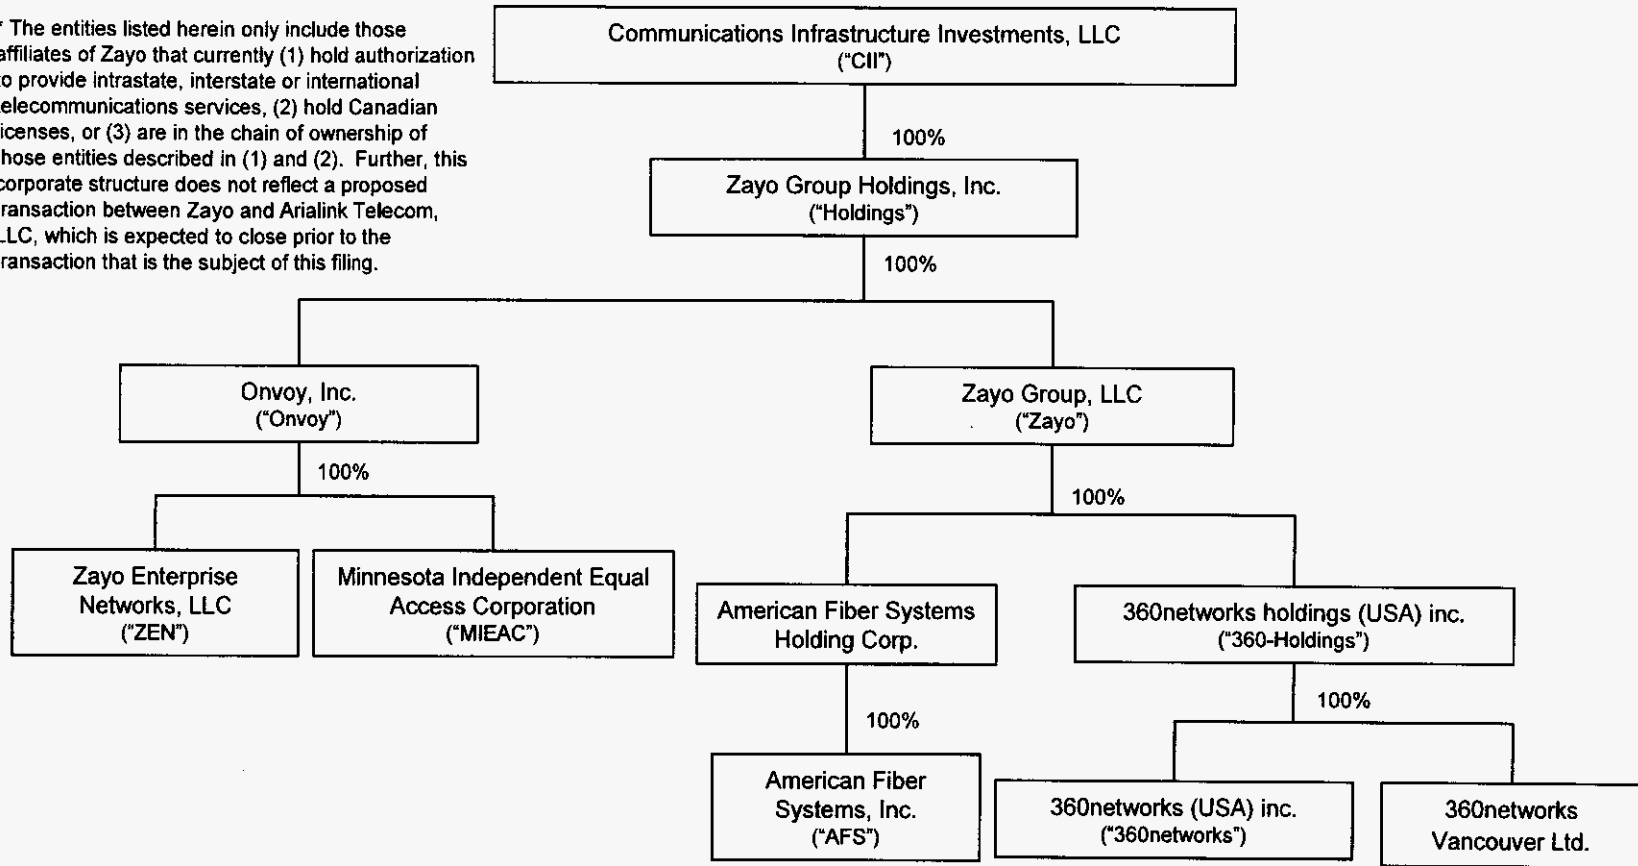 * The entities listed herein only include those
affiliates of Zayo that currently (1) hold authorization
to provide intrastate, interstate or international
telecommunications services, (2) hold Canadian
licenses, or (3) are in the chain of ownership of
those entities described in (1) and (2). Further, this
corporate structure does not reflect a proposed
transaction between Zayo and Arialink Telecom,
LLC, which is expected to close prior to the
transaction that is the subject of this filing.
Communications Infrastructure Investments, LLC
("CII")
100%
Zayo Group Holdings, Inc.
("Holdings")
100%
Onvoy, Inc.
("Onvoy")
Zayo Group, LLC
("Zayo")
100%
100%
Zayo Enterprise
Networks, LLC
("ZEN")
Minnesota Independent Equal
Access Corporation
("MIEAC")
American Fiber Systems
Holding Corp.
360networks holdings (USA) inc.
("360-Holdings")
100%
100%
American Fiber
Systems, Inc.
("AFS")
360networks (USA) inc.
("360networks")
360networks
Vancouver Ltd.